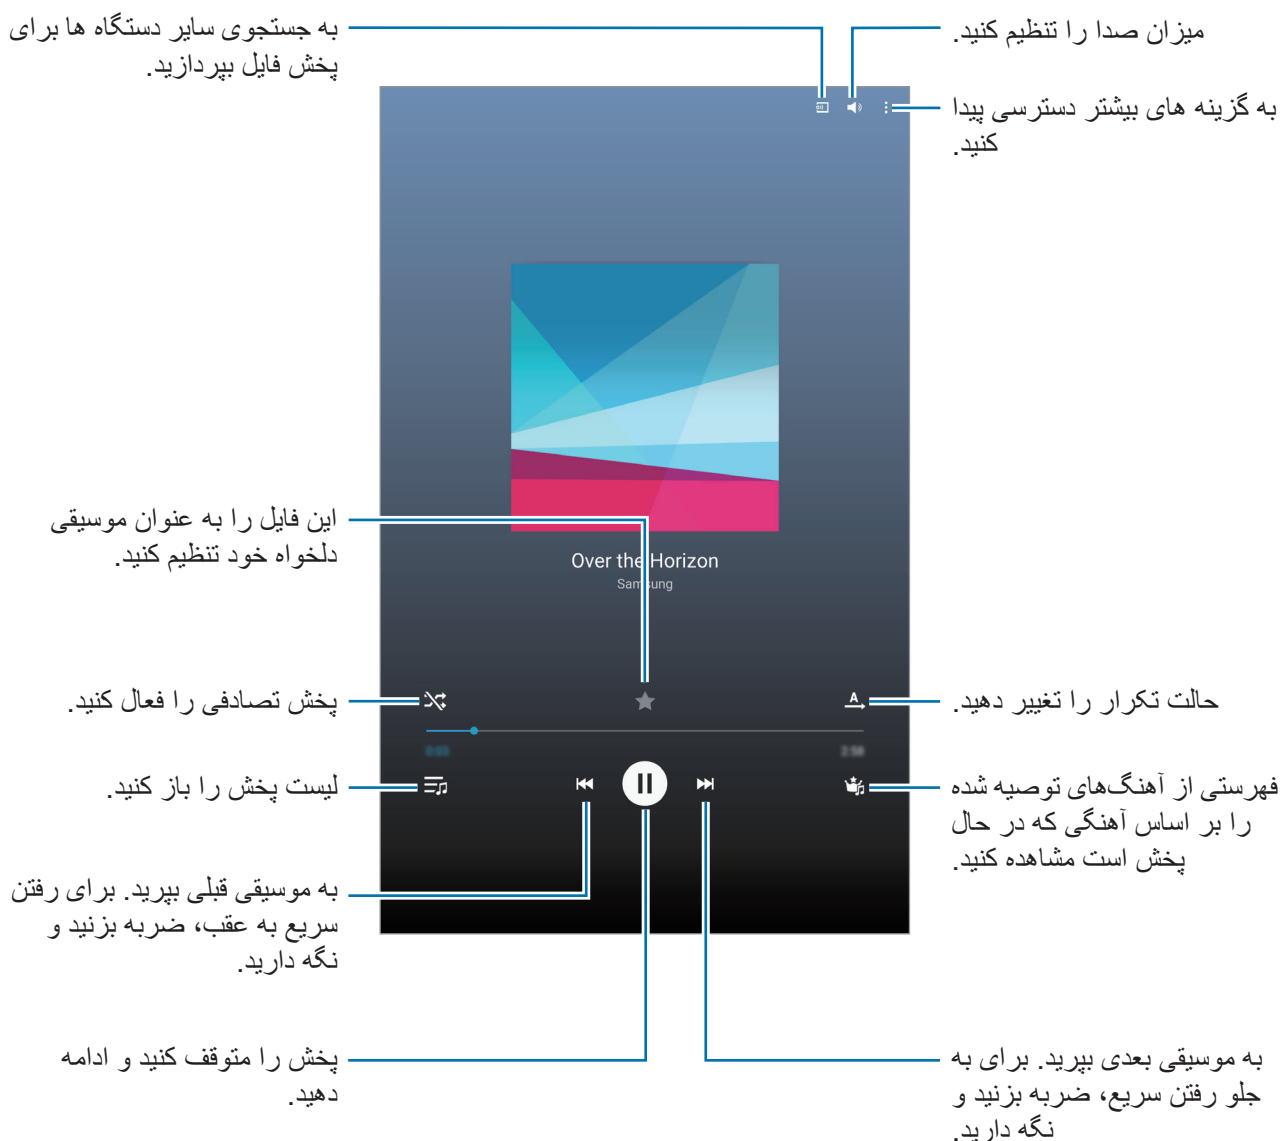 به جستجوی سایر دستگاه ها برای
پخش فایل بپردازید.
میزان صدا را تنظیم کنید.
به گزینه های بیشتر دسترسی پیدا
کنید.
این فایل را به عنوان موسیقی
دلخواه خود تنظیم کنید.
Over the Horizon
Samsung
پخش تصادفی را فعال کنید.
حالت تکرار را تغییر دهید.
A
0:03
2:58
لیست پخش را باز کنید.
فهرستی از آهنگ‌های توصیه شده
را بر اساس آهنگی که در حال
پخش است مشاهده کنید.
به موسیقی قبلی بپرید. برای رفتن
سریع به عقب، ضربه بزنید و
نگه دارید.
پخش را متوقف کنید و ادامه
دهید.
به موسیقی بعدی بپرید. برای به
جلو رفتن سریع، ضربه بزنید و
نگه دارید.